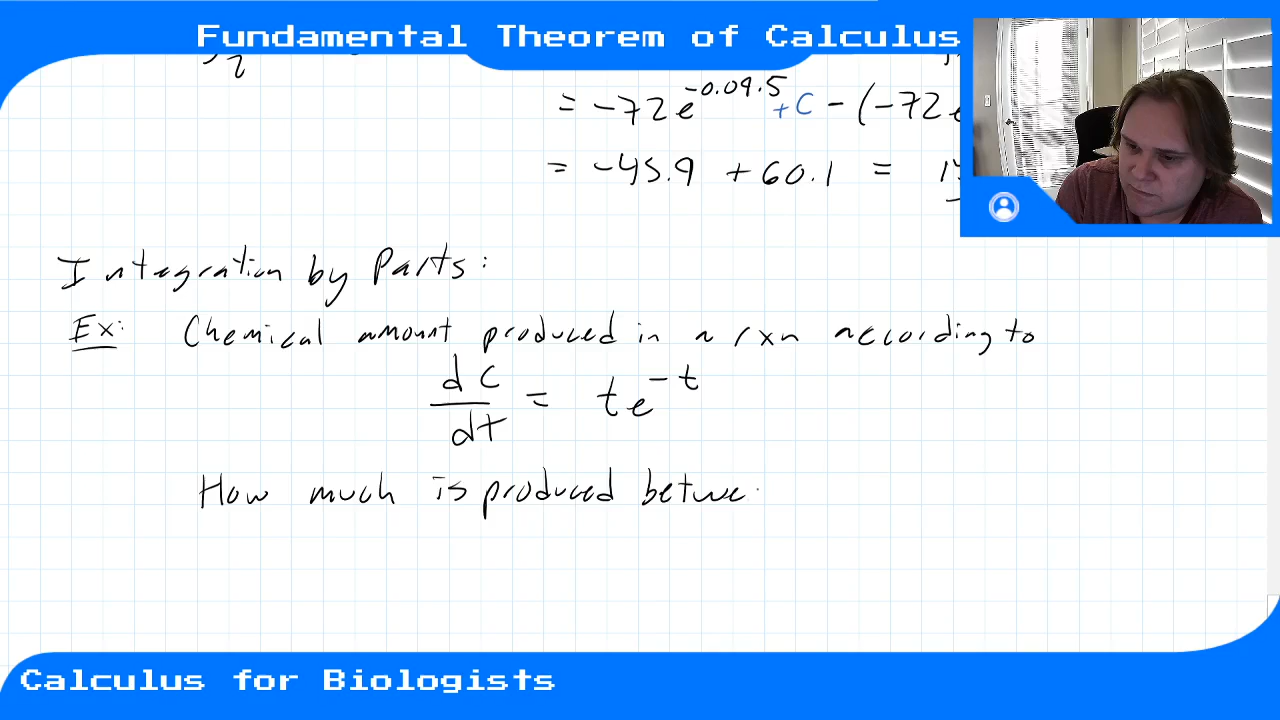 Fundamental Theorem of Calculus
2
= -72e^-0.09.5 +C - (-72e
= -45.9 + 60.1 =
Integration by Parts:
Ex: Chemical amount produced in a rxn according to
dC/dt = te^-t
How much is produced betwe
Calculus for Biologists